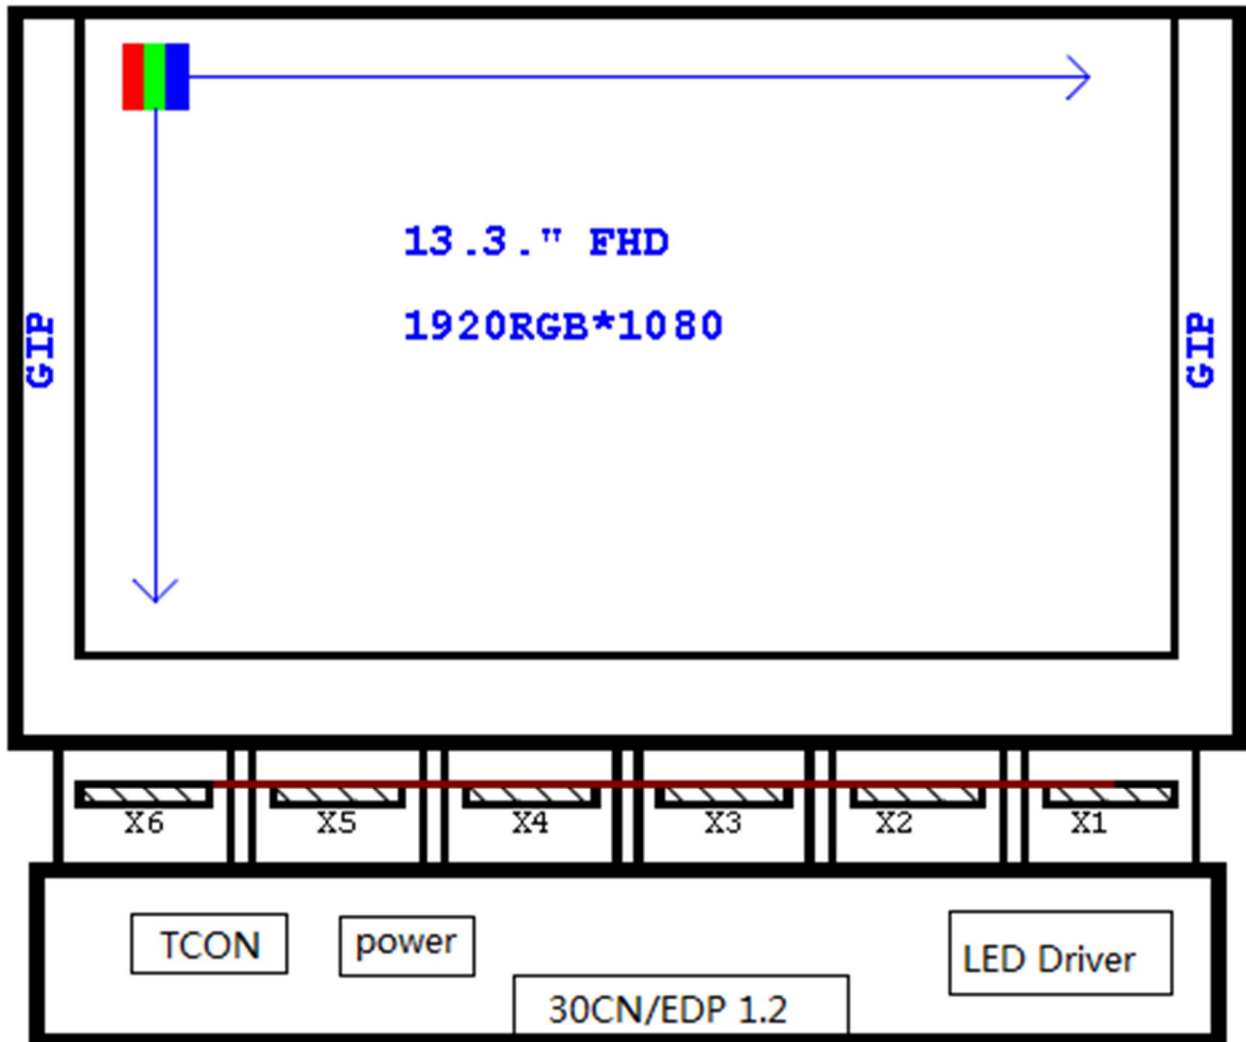 13.3." FHD
1920RGB*1080
GIP
GIP
X6 X5 X4 X3 X2 X1
TCON
power
LED Driver
30CN/EDP 1.2